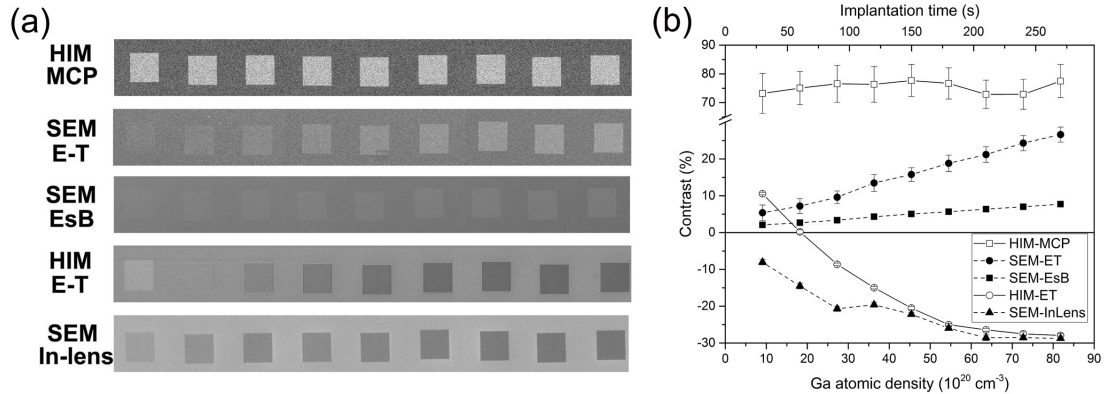 (a)
HIM
MCP
SEM
E-T
SEM
EsB
HIM
E-T
SEM
In-lens
(b)
Implantation time (s)
0 50 100 150 200 250
90
80
70
20
10
0
-10
-20
-30
Contrast (%)
HIM-MCP
SEM-ET
SEM-EsB
HIM-ET
SEM-InLens
0 10 20 30 40 50 60 70 80 90
Ga atomic density (10²⁰ cm⁻³)